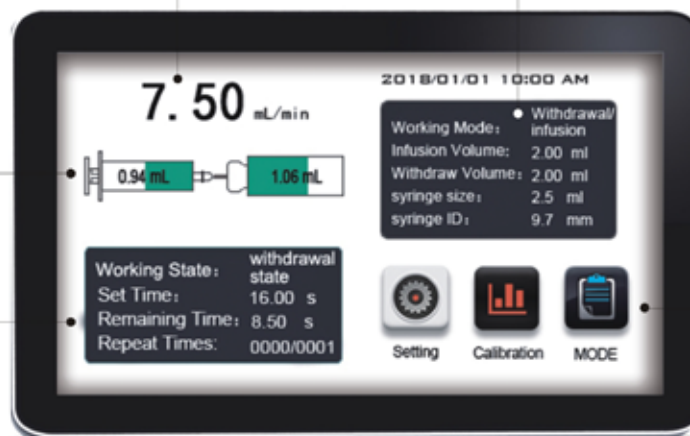 7.50 mL/min
2018/01/01 10:00 AM
0.94 mL
1.06 mL
Working Mode: Withdrawal/
infusion
Infusion Volume: 2.00 ml
Withdraw Volume: 2.00 ml
syringe size: 2.5 ml
syringe ID: 9.7 mm
Working State: withdrawal
state
Set Time: 16.00 s
Remaining Time: 8.50 s
Repeat Times: 0000/0001
Setting
Calibration
MODE